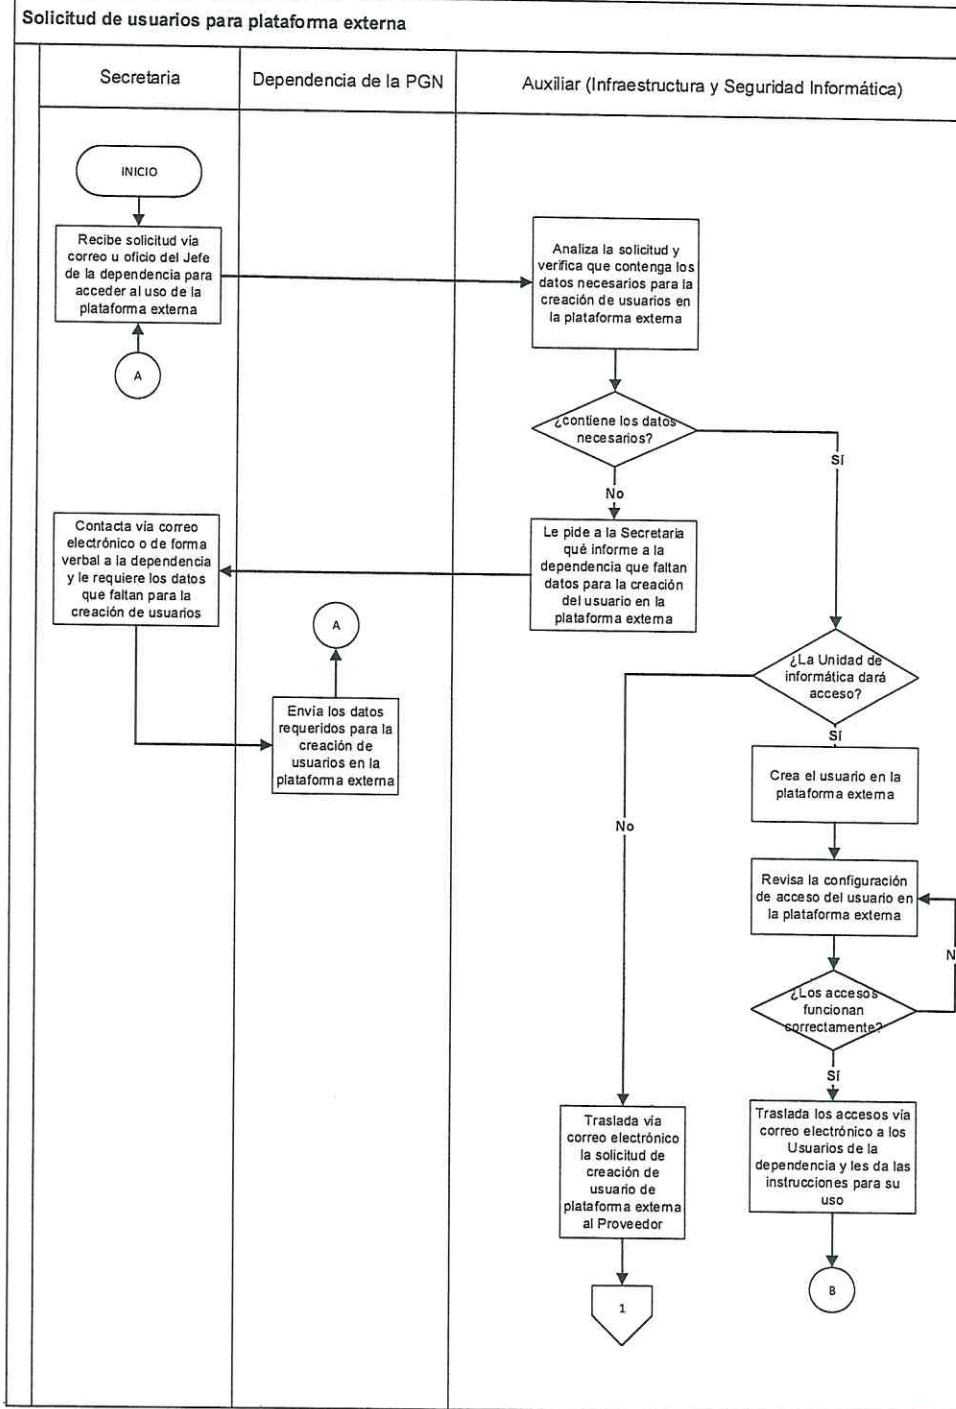 Solicitud de usuarios para plataforma externa
Secretaria
Dependencia de la PGN
Auxiliar (Infraestructura y Seguridad Informática)
INICIO
Recibe solicitud vía
correo u oficio del Jefe
de la dependencia para
acceder al uso de la
plataforma externa
A
Analiza la solicitud y
verifica que contenga los
datos necesarios para la
creación de usuarios en
la plataforma externa
¿contiene los datos
necesarios?
Sí
No
Le pide a la Secretaria
qué informe a la
dependencia que faltan
datos para la creación
del usuario en la
plataforma externa
Contacta vía correo
electrónico o de forma
verbal a la dependencia
y le requiere los datos
que faltan para la
creación de usuarios
A
Envía los datos
requeridos para la
creación de
usuarios en la
plataforma externa
¿La Unidad de
informática dará
acceso?
Sí
No
Crea el usuario en la
plataforma externa
Revisa la configuración
de acceso del usuario en
la plataforma externa
N
¿Los accesos
funcionan
correctamente?
Sí
Traslada vía
correo electrónico
la solicitud de
creación de
usuario de
plataforma externa
al Proveedor
1
Traslada los accesos vía
correo electrónico a los
Usuarios de la
dependencia y les da las
instrucciones para su
uso
B